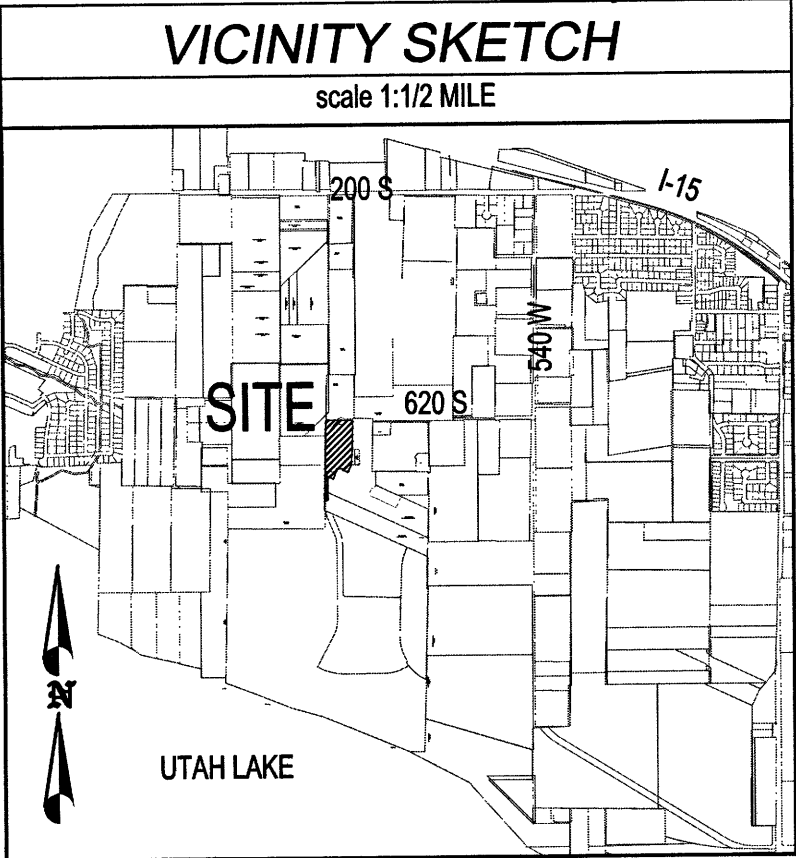 VICINITY SKETCH
scale 1:1/2 MILE
200 S
I-15
540 W
SITE
620 S
N
UTAH LAKE